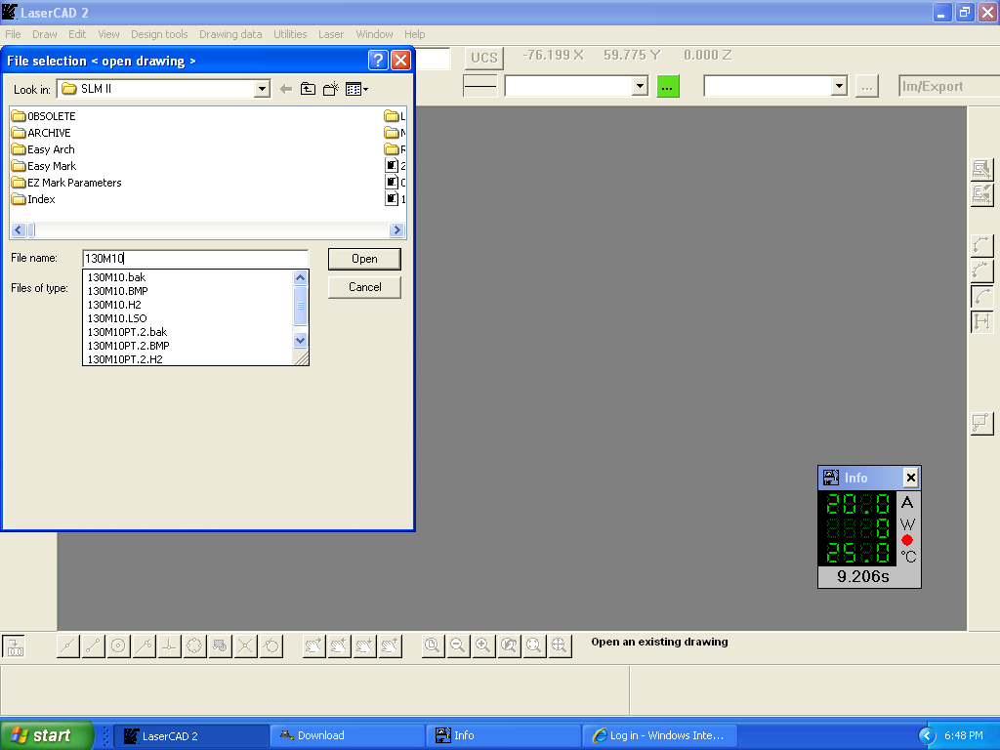 LaserCAD 2
File Draw Edit View Design tools Drawing data Utilities Laser Window Help
File selection < open drawing >
UCS -76.199 X 59.775 Y 0.000 Z
Look in: SLM II
... ... Im/Export
OBSOLETE L
ARCHIVE
Easy Arch
Easy Mark 2
EZ Mark Parameters
Index 1
File name: 130M10 Open
Files of type: Cancel
130M10.bak
130M10.BMP
130M10.H2
130M10.LSO
130M10PT.2.bak
130M10PT.2.BMP
130M10PT.2.H2
Info
20.0 A
0 W
25.0 °C
9.206s
Open an existing drawing
start LaserCAD 2 Download Info Log in - Windows Inte... 6:48 PM